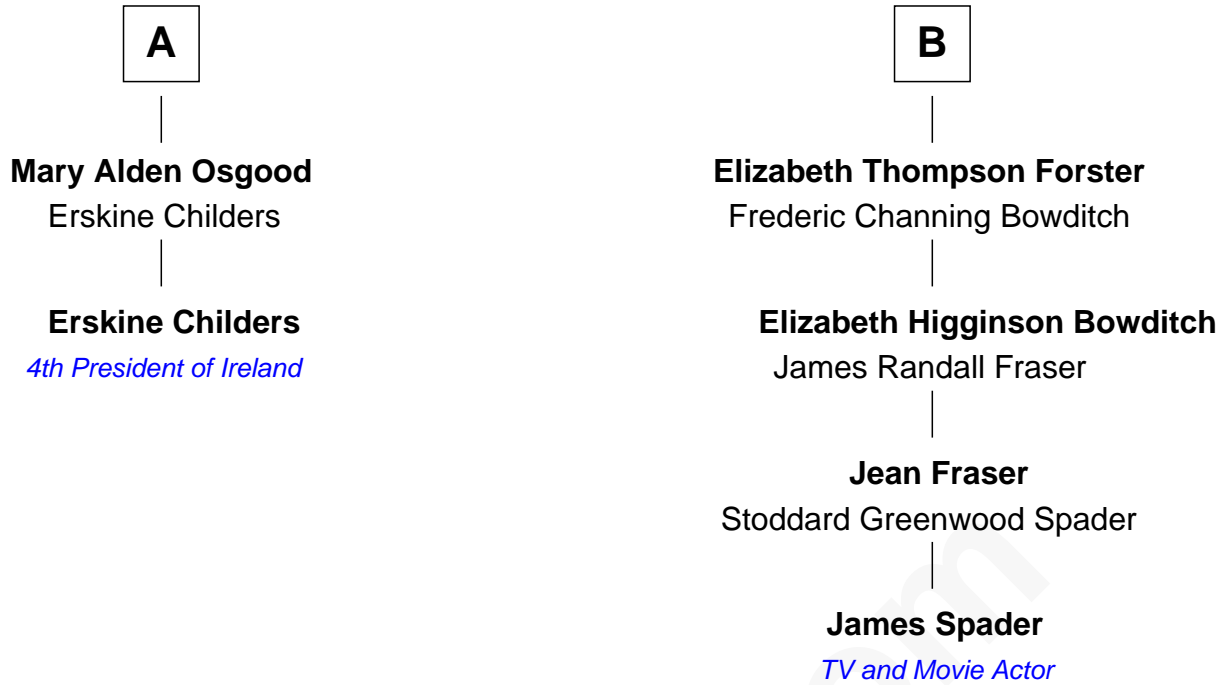 A
Mary Alden Osgood
Erskine Childers
Erskine Childers
4th President of Ireland
B
Elizabeth Thompson Forster
Frederic Channing Bowditch
Elizabeth Higginson Bowditch
James Randall Fraser
Jean Fraser
Stoddard Greenwood Spader
James Spader
TV and Movie Actor